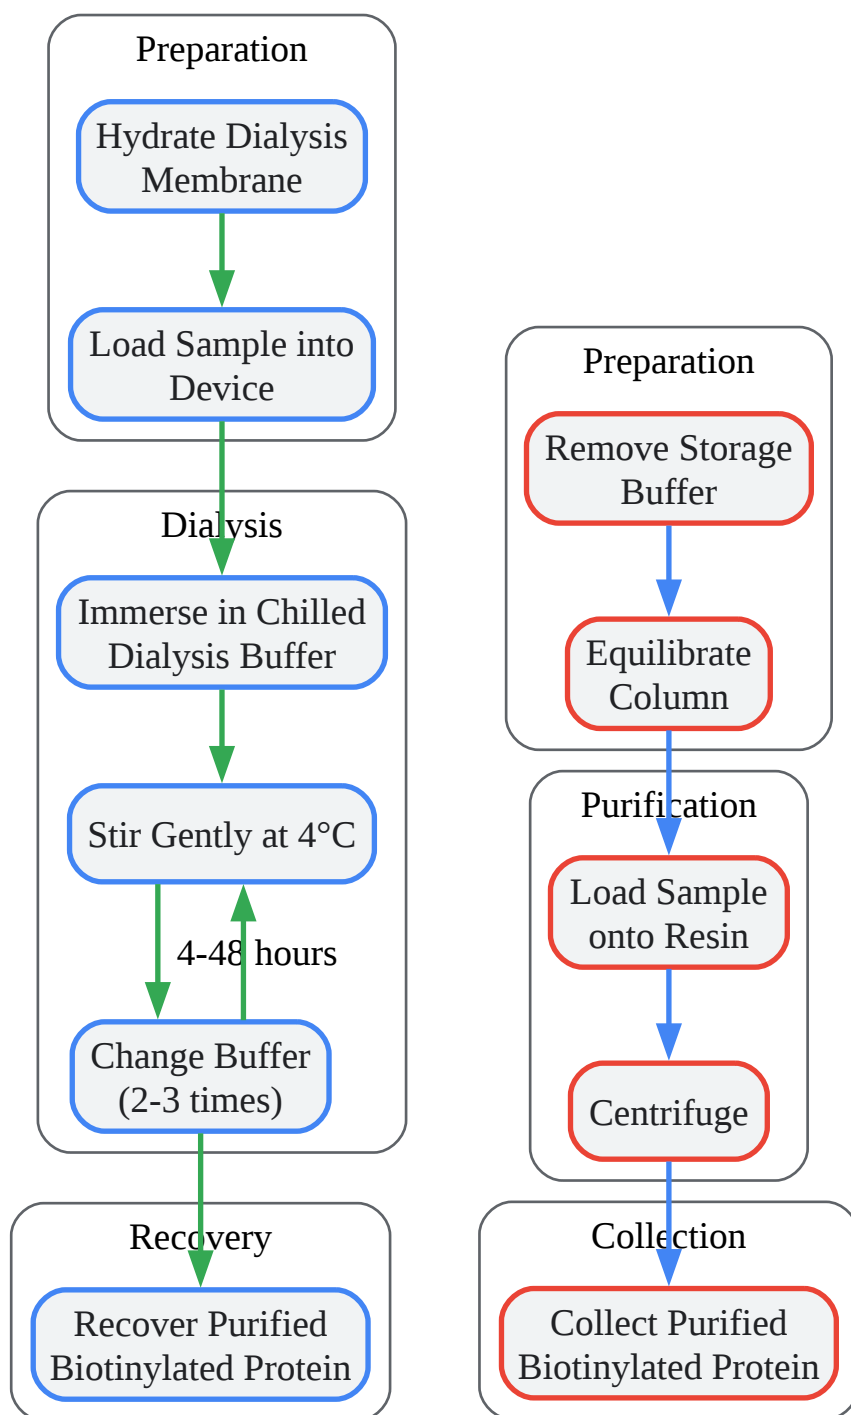 Preparation
Hydrate Dialysis
Membrane
Load Sample into
Device
Dialysis
Immerse in Chilled
Dialysis Buffer
Stir Gently at 4°C
4-48 hours
Change Buffer
(2-3 times)
Recovery
Recover Purified
Biotinylated Protein
Preparation
Remove Storage
Buffer
Equilibrate
Column
Purification
Load Sample
onto Resin
Centrifuge
Collection
Collect Purified
Biotinylated Protein